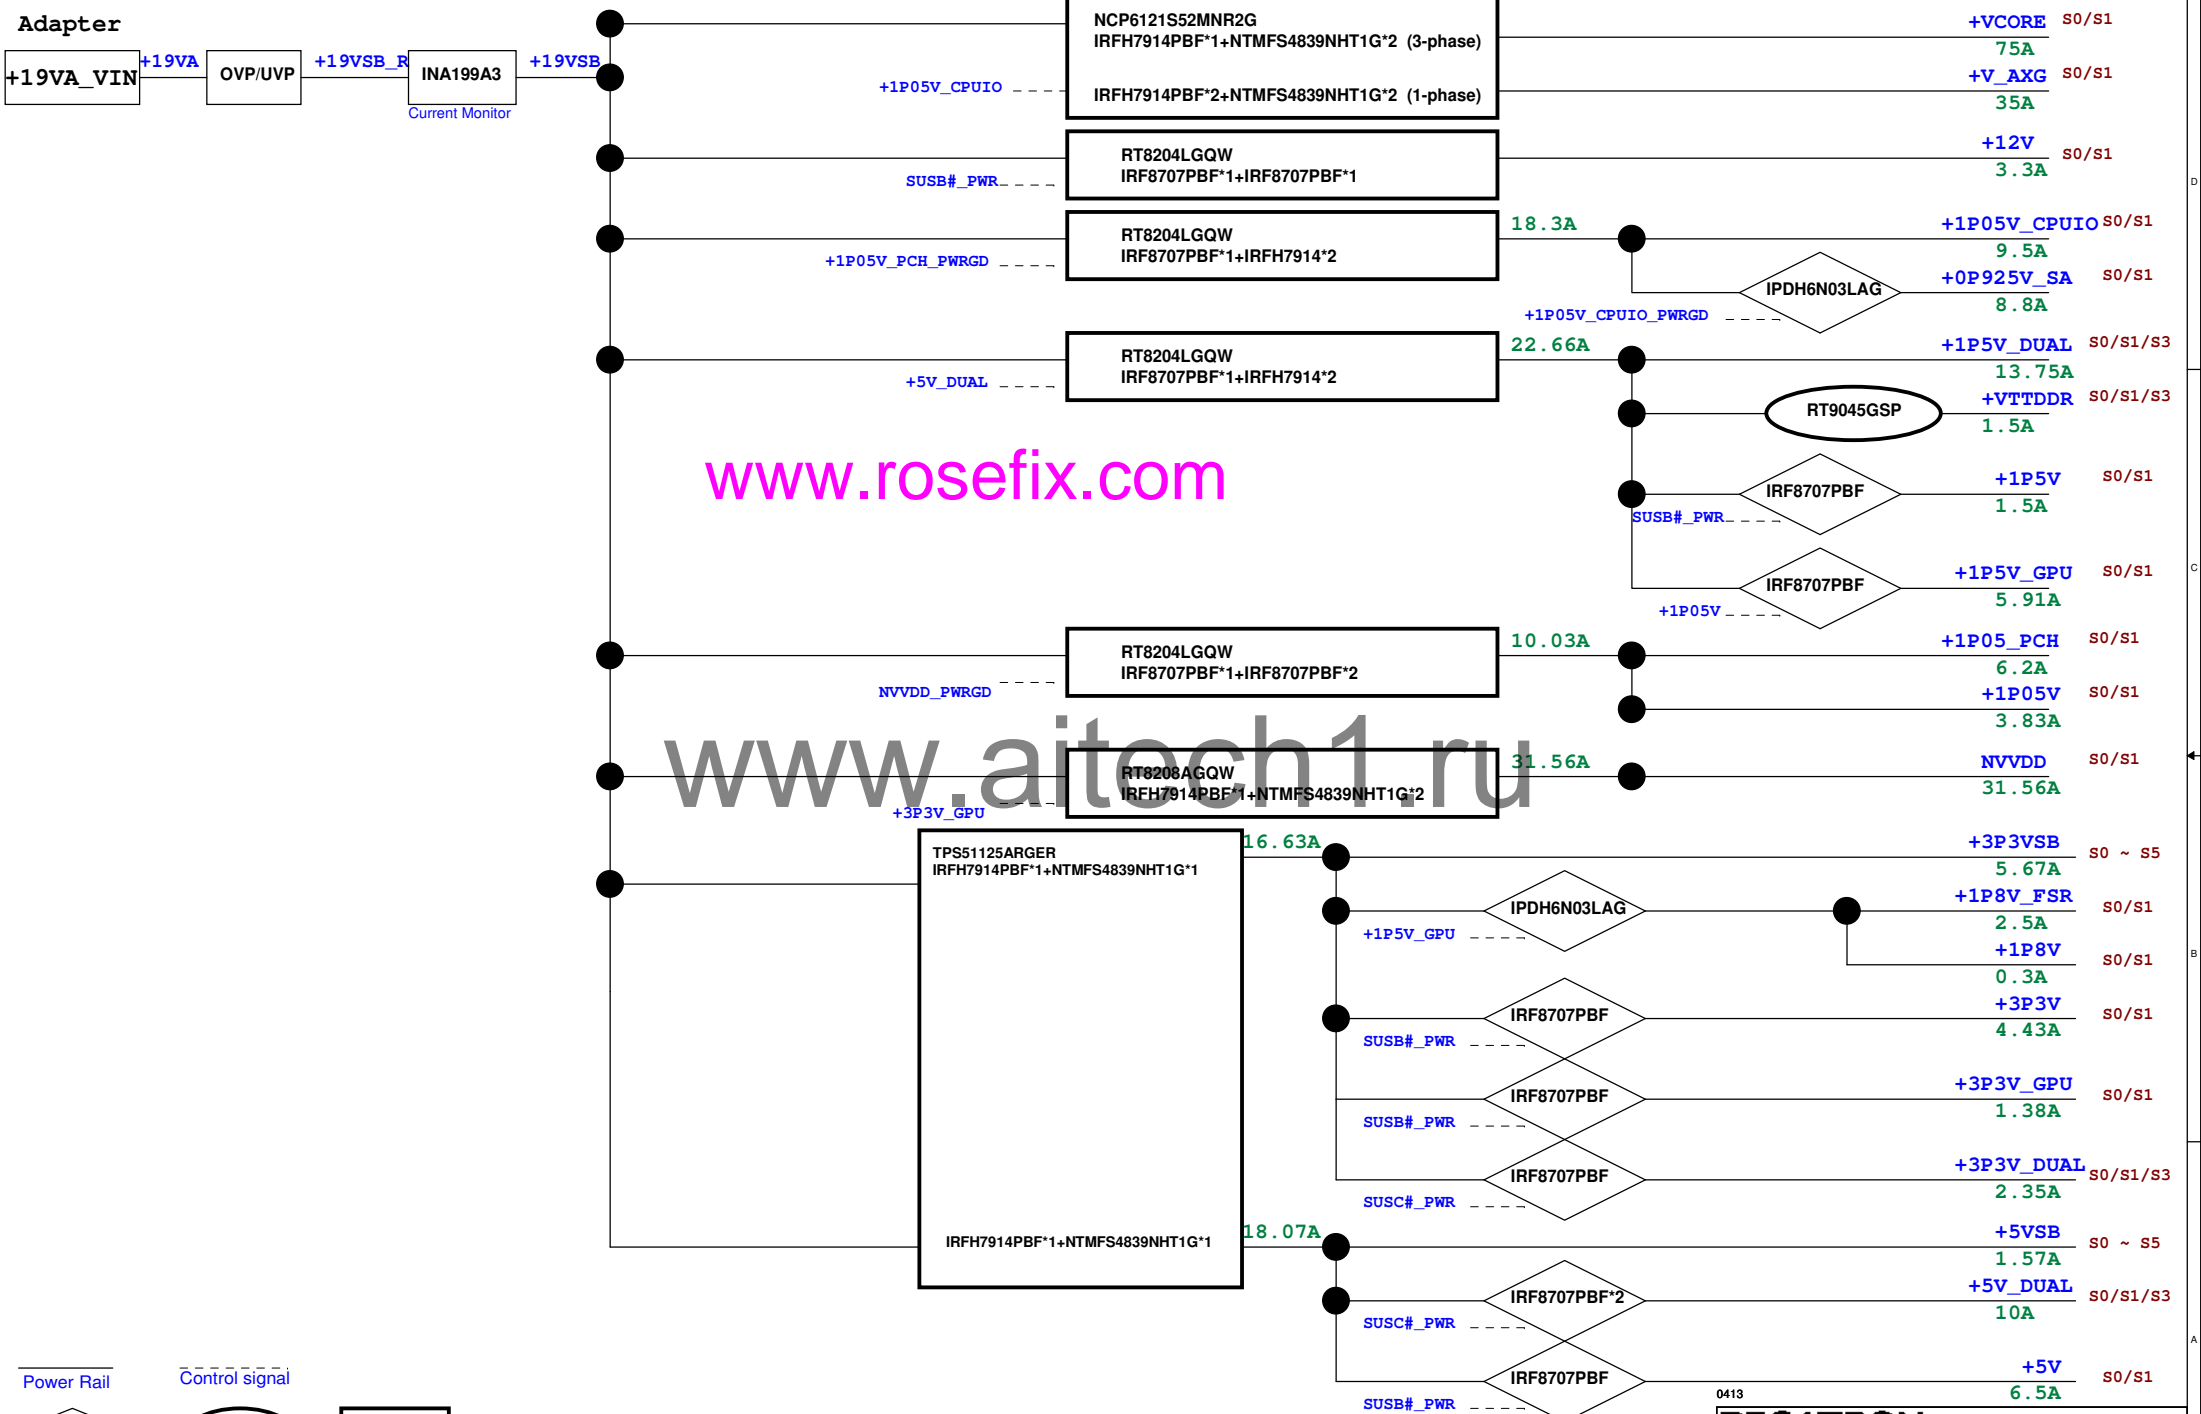 Adapter
+19VA_VIN
+19VA
OVP/UVP
+19VSB_R
INA199A3
Current Monitor
+19VSB
NCP6121S52MNR2G
IRFH7914PBF*1+NTMFS4839NHT1G*2 (3-phase)
+1P05V_CPUIO
IRFH7914PBF*2+NTMFS4839NHT1G*2 (1-phase)
+VCORE S0/S1
75A
+V_AXG S0/S1
35A
RT8204LGQW
IRF8707PBF*1+IRF8707PBF*1
SUSB#_PWR
+12V S0/S1
3.3A
D
RT8204LGQW
IRF8707PBF*1+IRFH7914*2
+1P05V_PCH_PWRGD
18.3A
+1P05V_CPUIO S0/S1
9.5A
IPDH6N03LAG
+1P05V_CPUIO_PWRGD
+0P925V_SA S0/S1
8.8A
RT8204LGQW
IRF8707PBF*1+IRFH7914*2
+5V_DUAL
22.66A
+1P5V_DUAL S0/S1/S3
13.75A
RT9045GSP
+VTTDDR S0/S1/S3
1.5A
www.rosefix.com
IRF8707PBF
SUSB#_PWR
+1P5V S0/S1
1.5A
IRF8707PBF
+1P05V
+1P5V_GPU S0/S1
5.91A
C
RT8204LGQW
IRF8707PBF*1+IRF8707PBF*2
NVVDD_PWRGD
10.03A
+1P05_PCH S0/S1
6.2A
+1P05V S0/S1
3.83A
www.aitech1.ru
RT8208AGQW
IRFH7914PBF*1+NTMFS4839NHT1G*2
+3P3V_GPU
31.56A
NVVDD S0/S1
31.56A
TPS51125ARGER
IRFH7914PBF*1+NTMFS4839NHT1G*1
16.63A
+3P3VSB S0 ~ S5
5.67A
IPDH6N03LAG
+1P5V_GPU
+1P8V_FSR S0/S1
2.5A
+1P8V S0/S1
0.3A
B
IRF8707PBF
SUSB#_PWR
+3P3V S0/S1
4.43A
IRF8707PBF
SUSB#_PWR
+3P3V_GPU S0/S1
1.38A
IRF8707PBF
SUSC#_PWR
+3P3V_DUAL S0/S1/S3
2.35A
IRFH7914PBF*1+NTMFS4839NHT1G*1
18.07A
+5VSB S0 ~ S5
1.57A
IRF8707PBF*2
SUSC#_PWR
+5V_DUAL S0/S1/S3
10A
A
IRF8707PBF
SUSB#_PWR
+5V S0/S1
6.5A
Power Rail
Control signal
0413